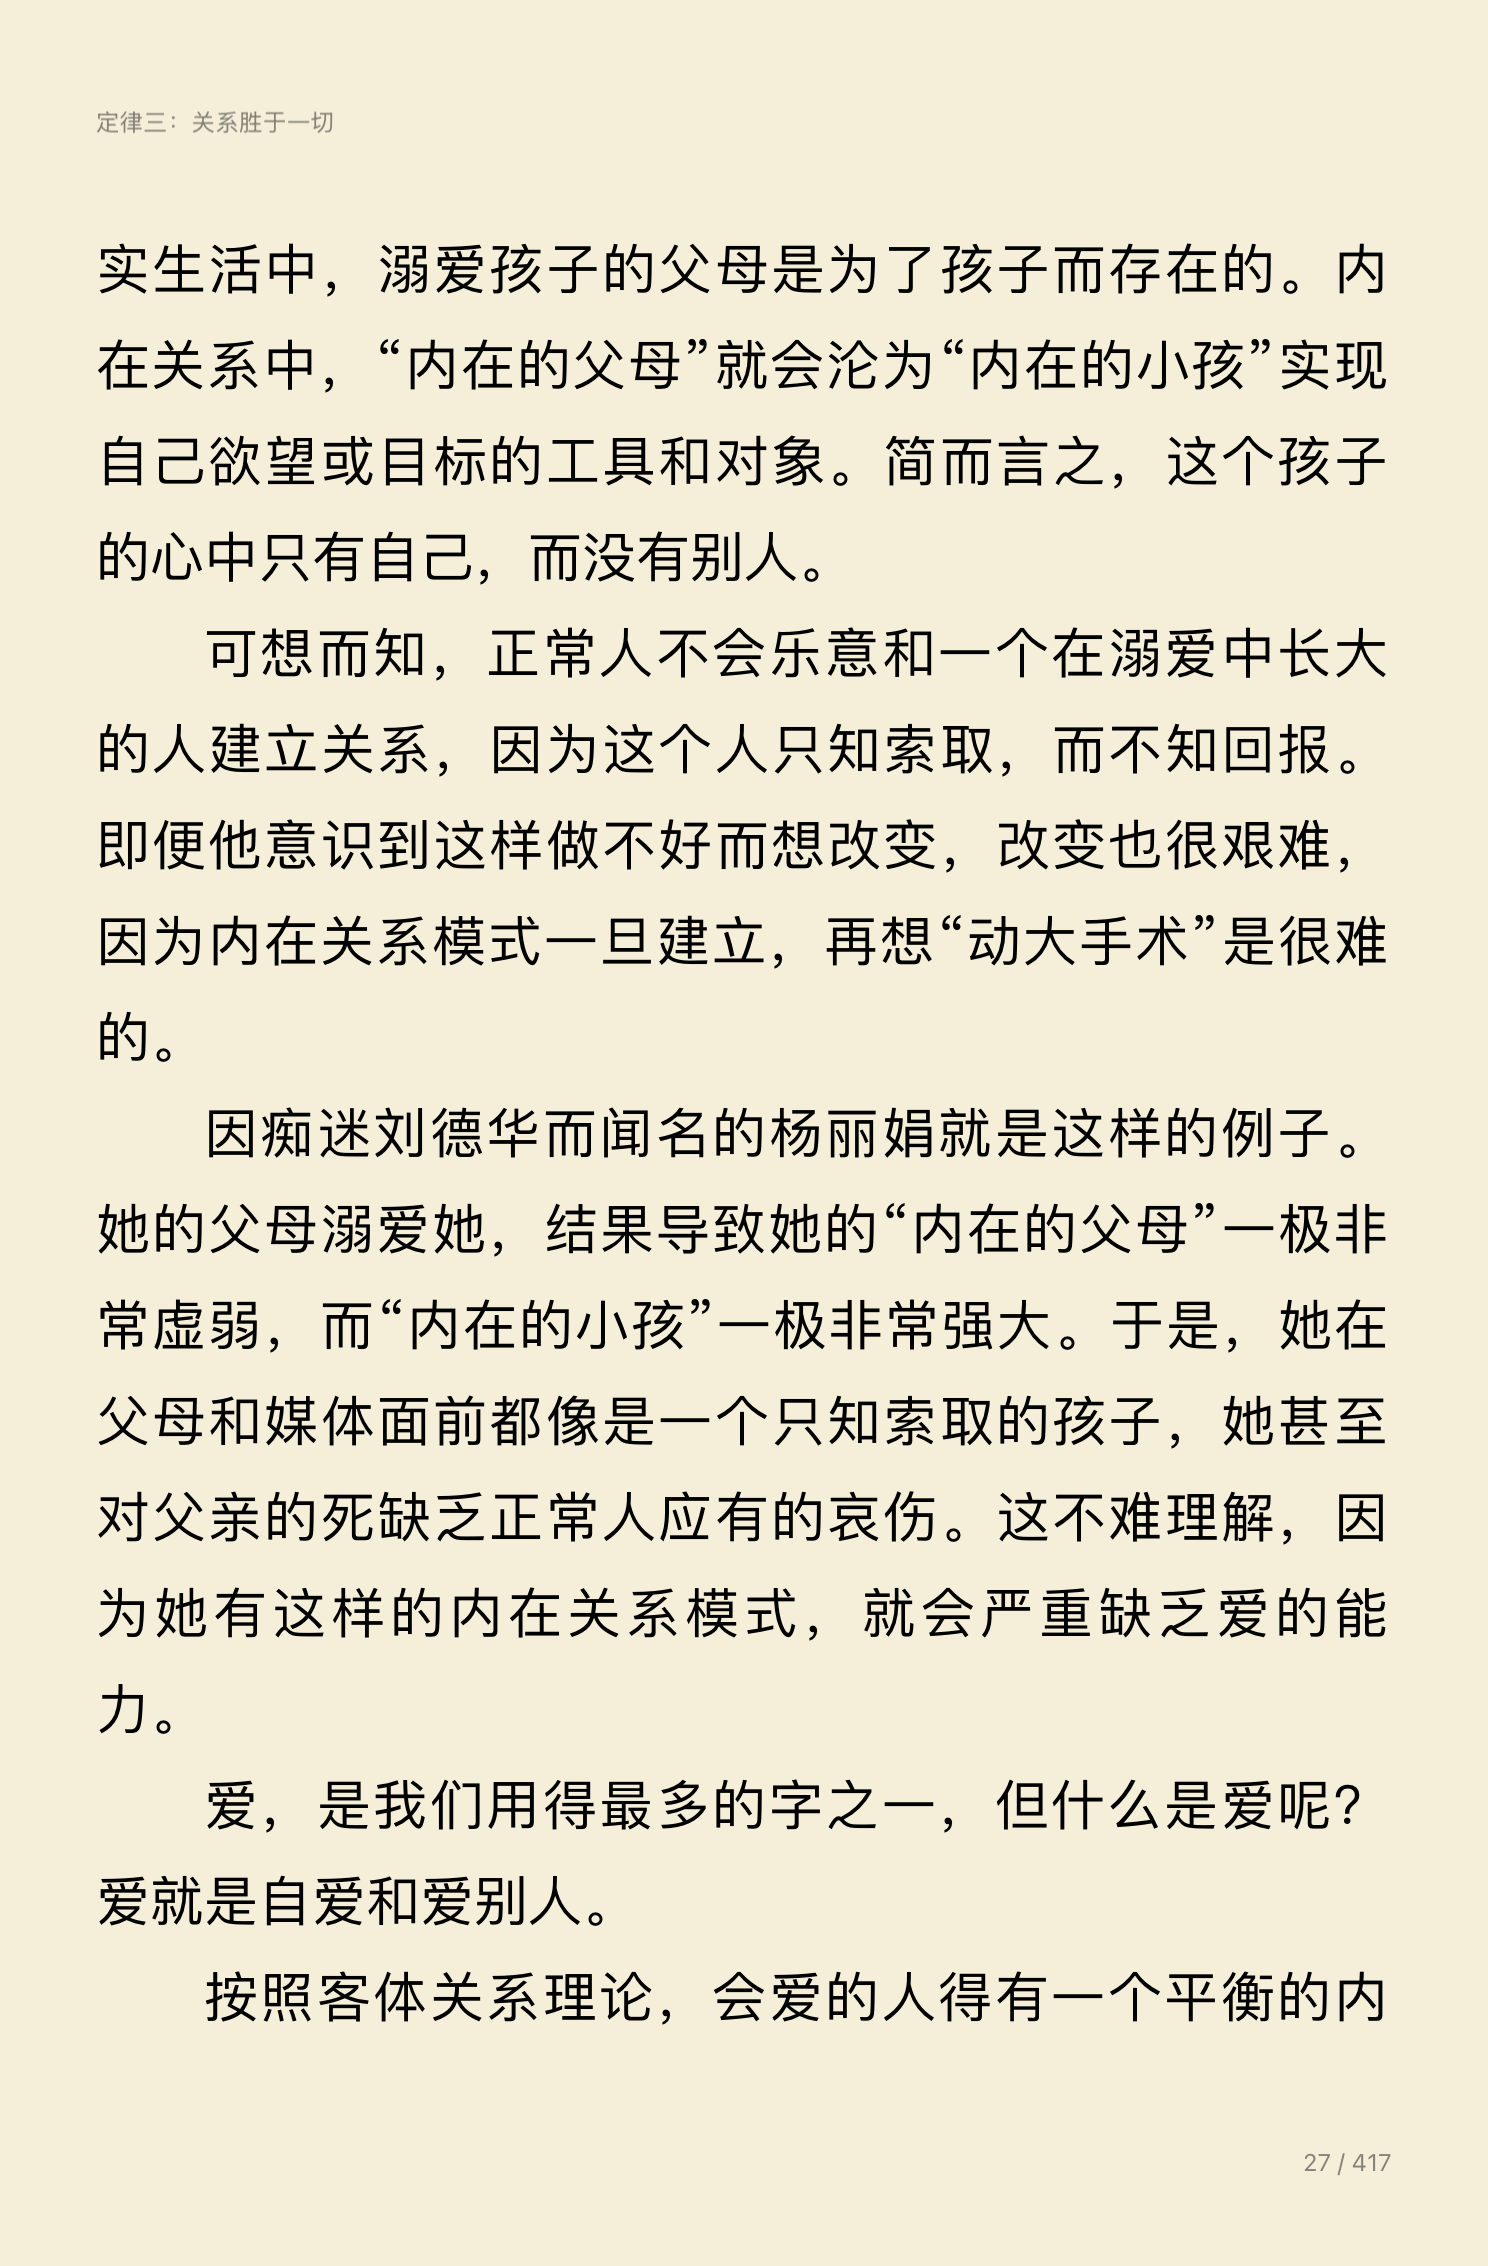 定律三：关系胜于一切
实生活中，溺爱孩子的父母是为了孩子而存在的。内
在关系中，“内在的父母”就会沦为“内在的小孩”实现
自己欲望或目标的工具和对象。简而言之，这个孩子
的心中只有自己，而没有别人。
可想而知，正常人不会乐意和一个在溺爱中长大
的人建立关系，因为这个人只知索取，而不知回报。
即便他意识到这样做不好而想改变，改变也很艰难，
因为内在关系模式一旦建立，再想“动大手术”是很难
的。
因痴迷刘德华而闻名的杨丽娟就是这样的例子。
她的父母溺爱她，结果导致她的“内在的父母”一极非
常虚弱，而“内在的小孩”一极非常强大。于是，她在
父母和媒体面前都像是一个只知索取的孩子，她甚至
对父亲的死缺乏正常人应有的哀伤。这不难理解，因
为她有这样的内在关系模式，就会严重缺乏爱的能
力。
爱，是我们用得最多的字之一，但什么是爱呢？
爱就是自爱和爱别人。
按照客体关系理论，会爱的人得有一个平衡的内
27 / 417